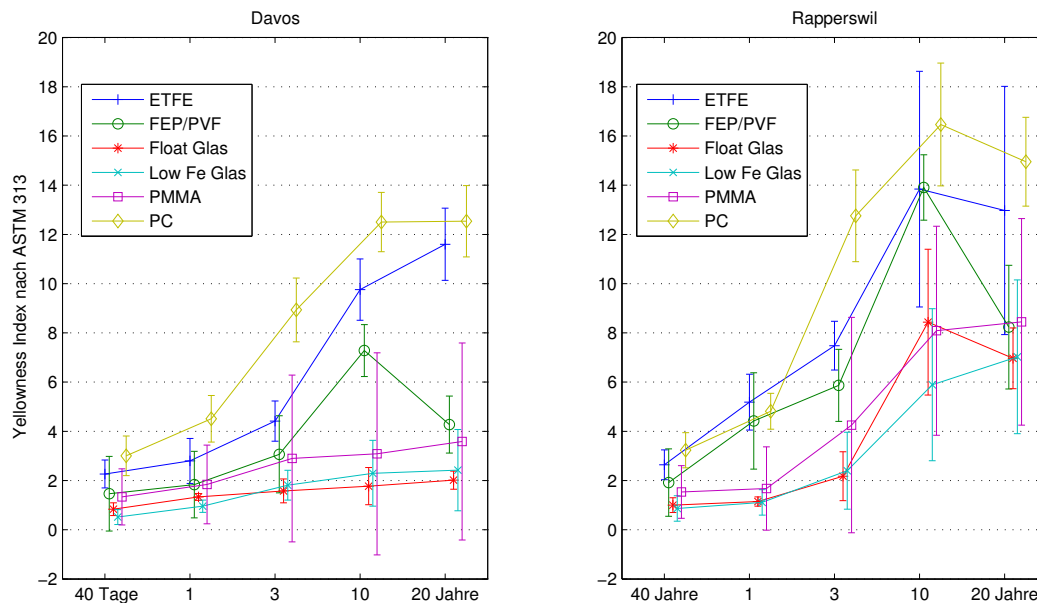 Davos
Yellowness Index nach ASTM 313
20
18
16
14
12
10
8
6
4
2
0
−2
ETFE
FEP/PVF
Float Glas
Low Fe Glas
PMMA
PC
40 Tage 1 3 10 20 Jahre
Rapperswil
20
18
16
14
12
10
8
6
4
2
0
−2
ETFE
FEP/PVF
Float Glas
Low Fe Glas
PMMA
PC
40 Jahre 1 3 10 20 Jahre